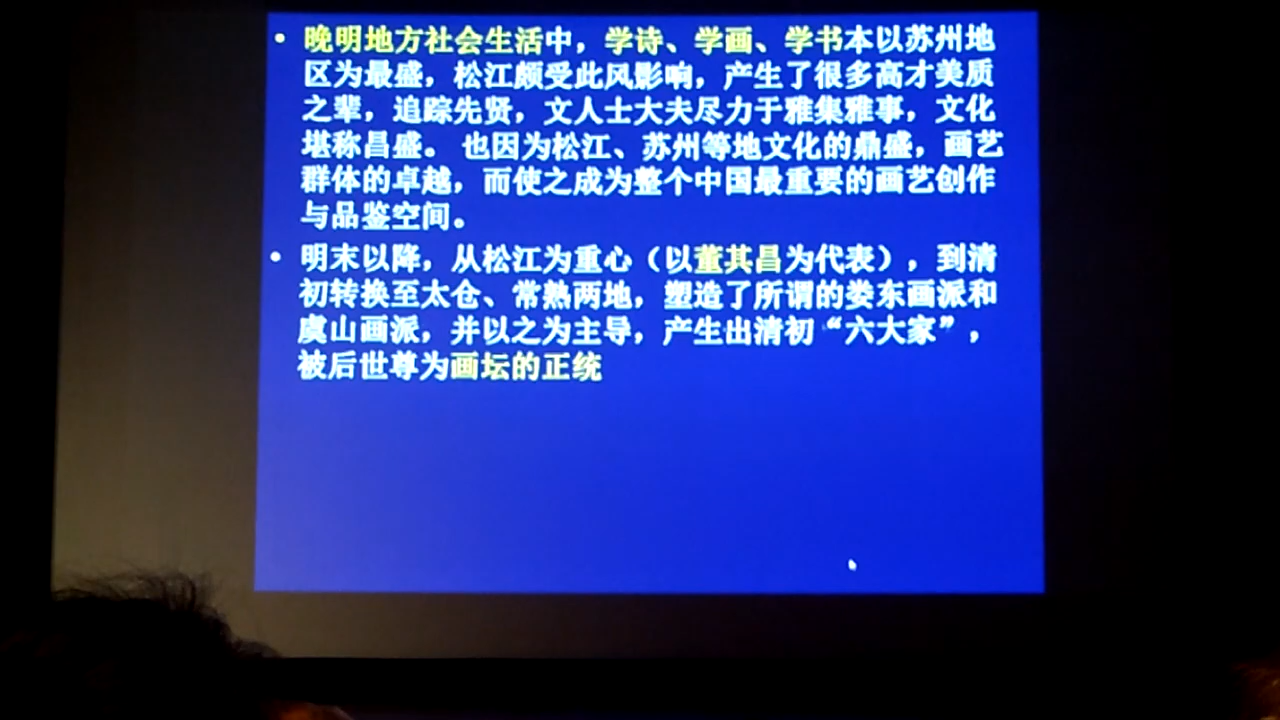 • 晚明地方社会生活中，学诗、学画、学书本以苏州地
区为最盛，松江颇受此风影响，产生了很多高才美质
之辈，追踪先贤，文人士大夫尽力于雅集雅事，文化
堪称昌盛。 也因为松江、苏州等地文化的鼎盛，画艺
群体的卓越，而使之成为整个中国最重要的画艺创作
与品鉴空间。
• 明末以降，从松江为重心（以董其昌为代表），到清
初转换至太仓、常熟两地，塑造了所谓的娄东画派和
虞山画派，并以之为主导，产生出清初“六大家”，
被后世尊为画坛的正统